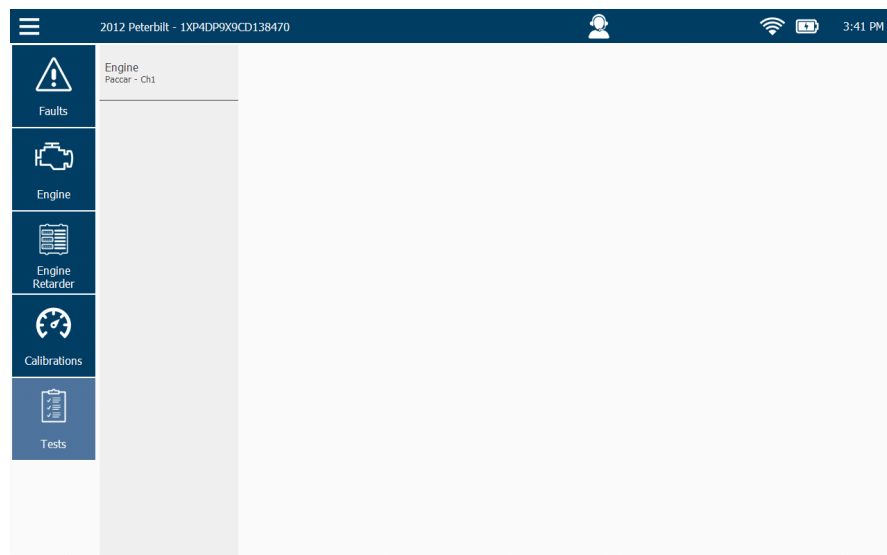 2012 Peterbilt - 1XP4DP9X9CD138470
3:41 PM
Faults
Engine
Engine
Retarder
Calibrations
Tests
Engine
Paccar - Ch1